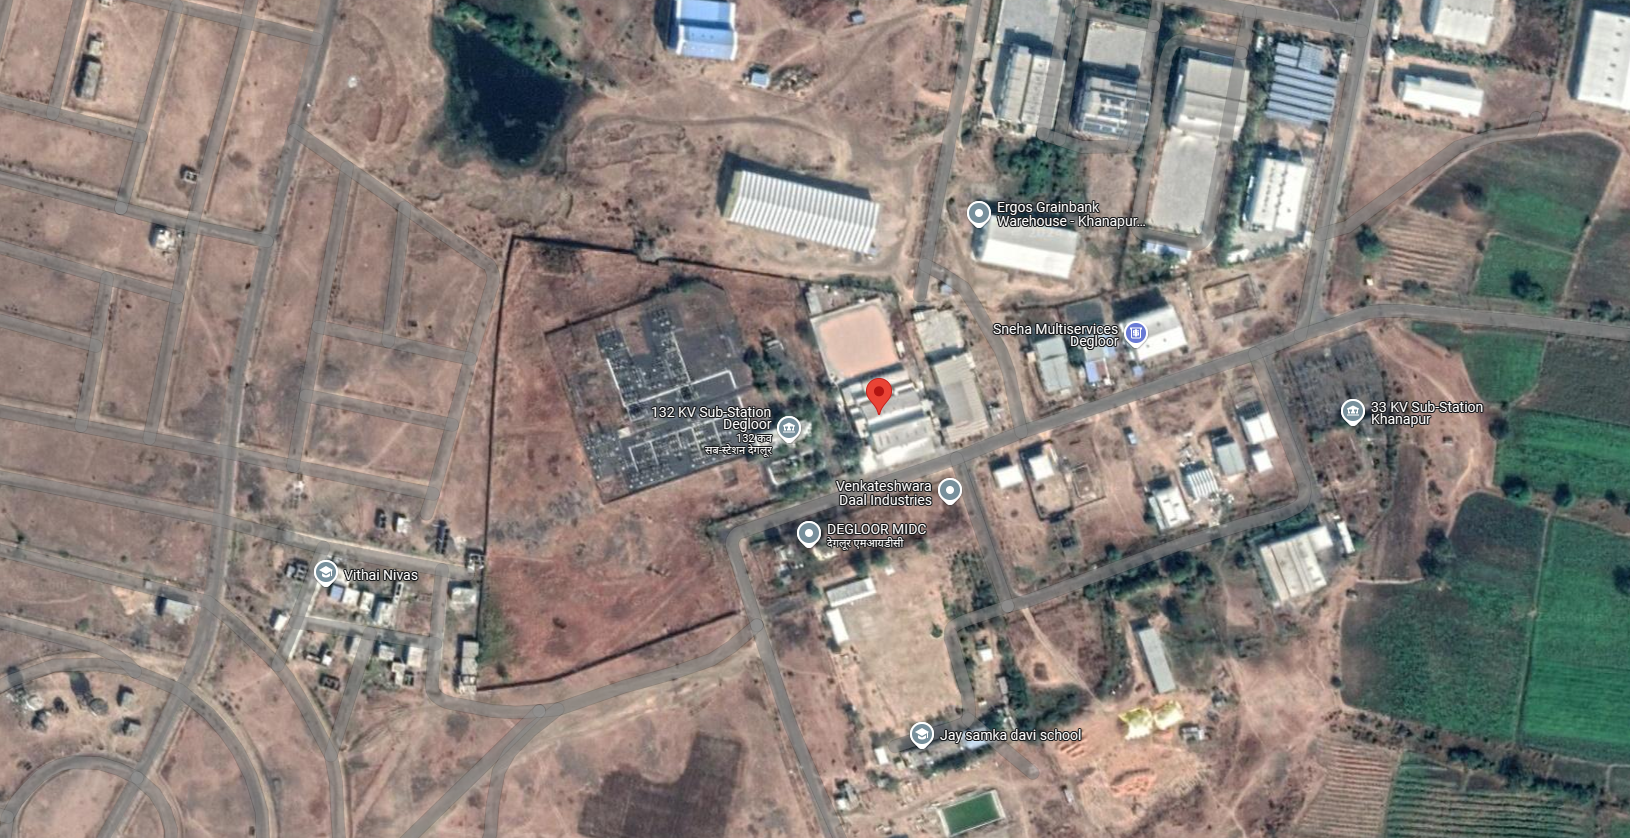 Ergos Grainbank
Warehouse - Khanapur...
Sneha Multiservices
Degloor
132 KV Sub-Station
Degloor
132 कव
सब-स्टेशन देगलूर
33 KV Sub-Station
Khanapur
Venkateshwara
Daal Industries
DEGLOOR MIDC
देगलूर एमआयडीसी
Vithai Nivas
Jay samka davi school